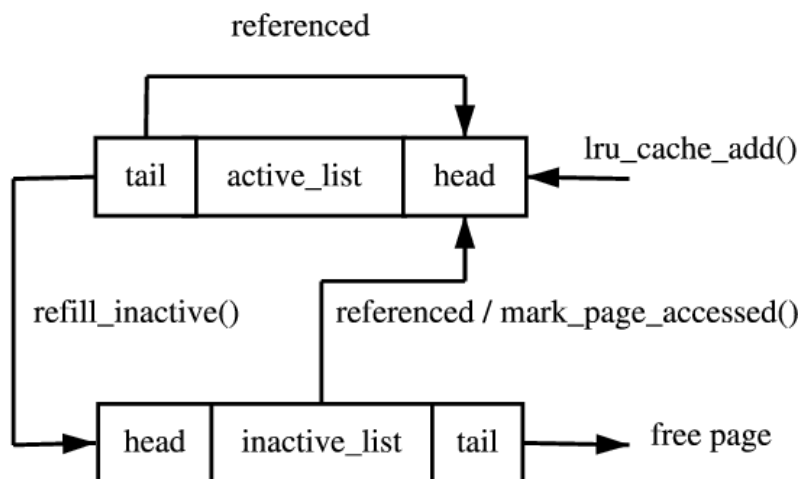 referenced
lru_cache_add()
tail active_list head
refill_inactive()
referenced / mark_page_accessed()
head inactive_list tail
free page